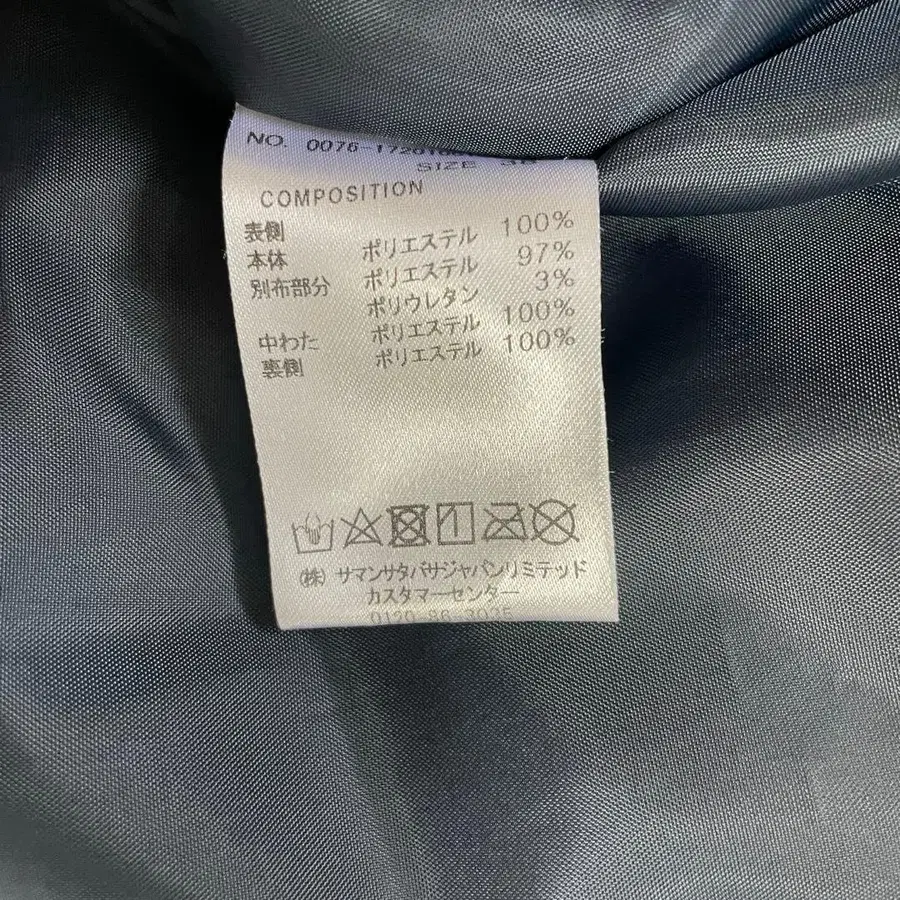 NO. 0076-17201
SIZE 38
COMPOSITION
表側
本体 ポリエステル 100%
別布部分 ポリエステル 97%
ポリウレタン 3%
中わた ポリエステル 100%
裏側 ポリエステル 100%
(株) サマンサタバサジャパンリミテッド
カスタマーセンター